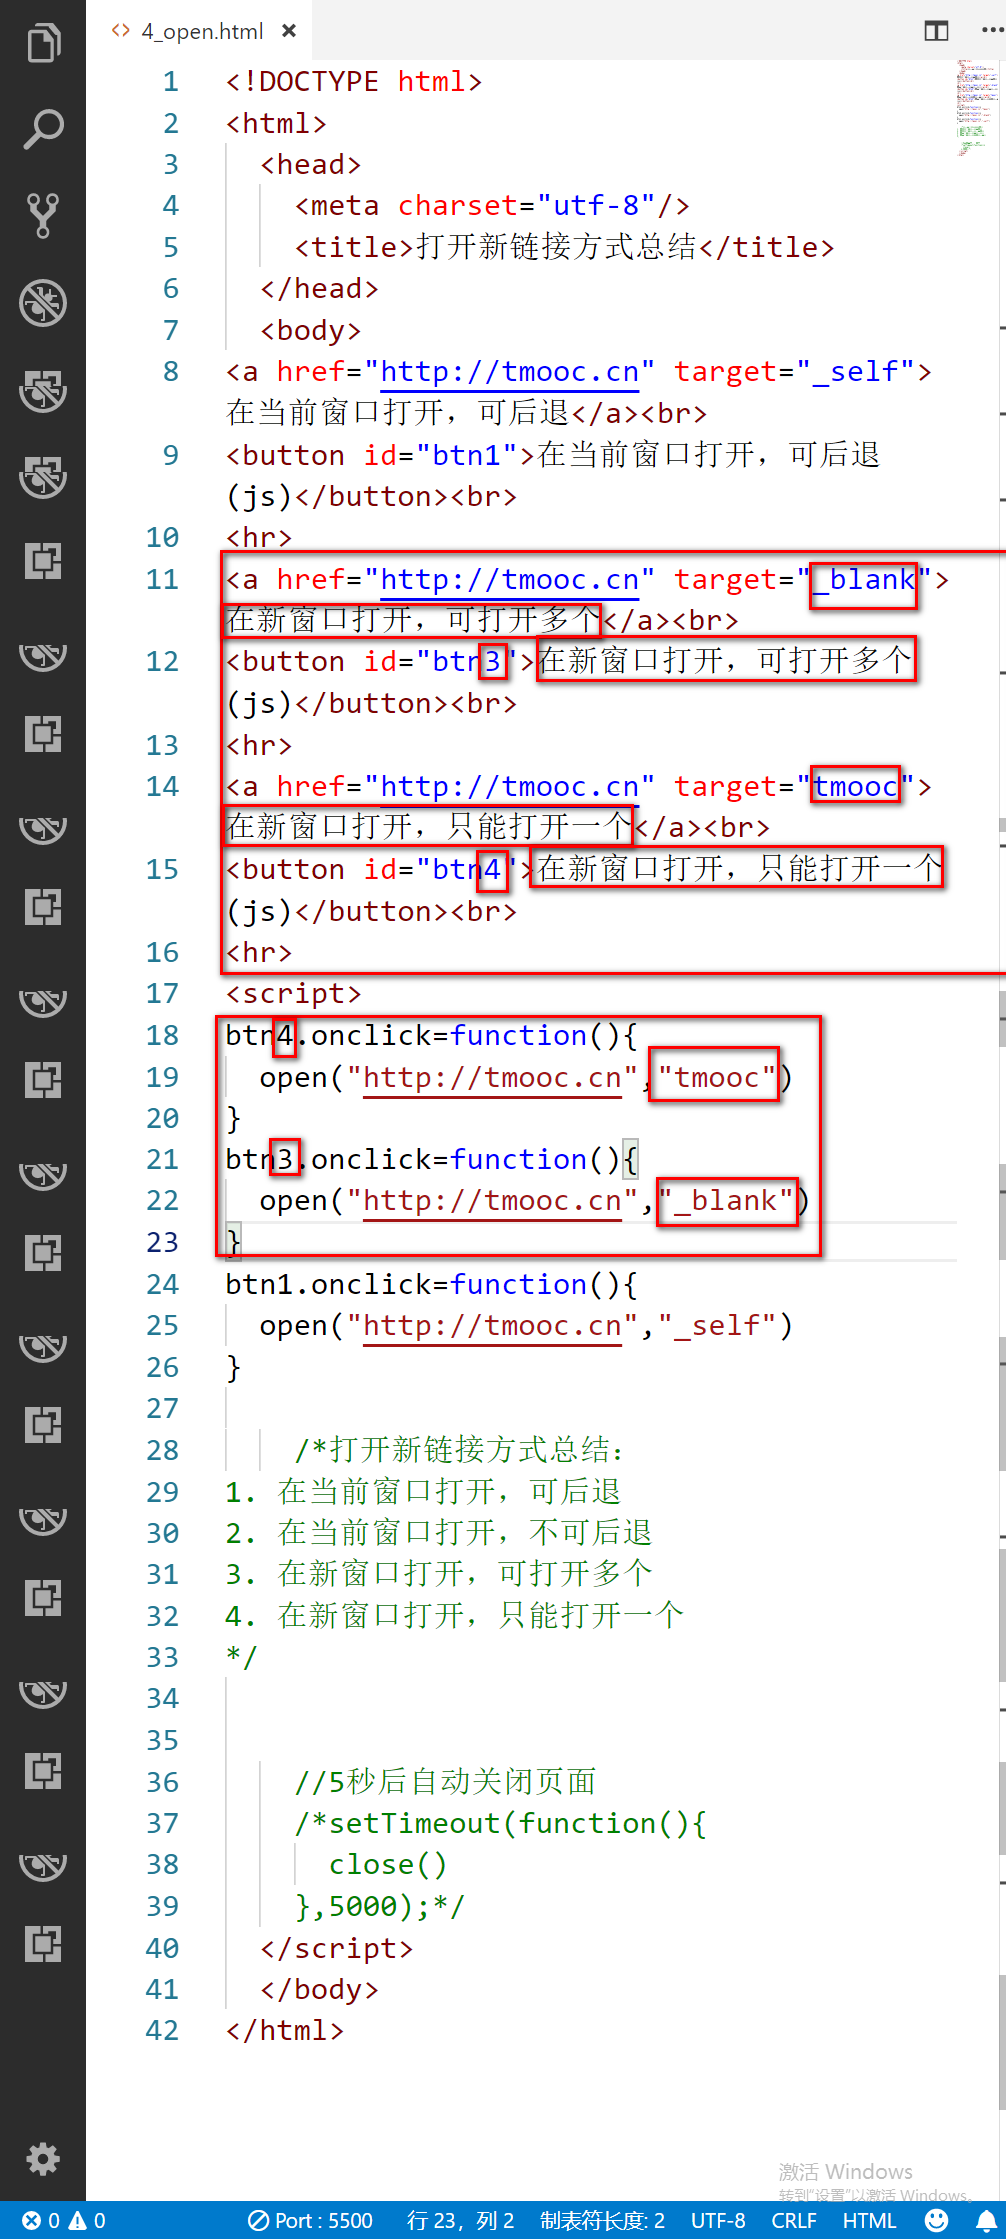 4_open.html
1 <!DOCTYPE html>
2 <html>
3 <head>
4 <meta charset="utf-8"/>
5 <title>打开新链接方式总结</title>
6 </head>
7 <body>
8 <a href="http://tmooc.cn" target="_self">
在当前窗口打开，可后退</a><br>
9 <button id="btn1">在当前窗口打开，可后退
(js)</button><br>
10 <hr>
11 <a href="http://tmooc.cn" target="_blank">
在新窗口打开，可打开多个</a><br>
12 <button id="btn3">在新窗口打开，可打开多个
(js)</button><br>
13 <hr>
14 <a href="http://tmooc.cn" target="tmooc">
在新窗口打开，只能打开一个</a><br>
15 <button id="btn4">在新窗口打开，只能打开一个
(js)</button><br>
16 <hr>
17 <script>
18 btn4.onclick=function(){
19 open("http://tmooc.cn","tmooc")
20 }
21 btn3.onclick=function(){
22 open("http://tmooc.cn","_blank")
23 }
24 btn1.onclick=function(){
25 open("http://tmooc.cn","_self")
26 }
27
28 /*打开新链接方式总结：
29 1. 在当前窗口打开，可后退
30 2. 在当前窗口打开，不可后退
31 3. 在新窗口打开，可打开多个
32 4. 在新窗口打开，只能打开一个
33 */
34
35
36 //5秒后自动关闭页面
37 /*setTimeout(function(){
38 close()
39 },5000);*/
40 </script>
41 </body>
42 </html>
激活 Windows
转到"设置"以激活 Windows。
0 0 Port : 5500 行 23，列 2 制表符长度: 2 UTF-8 CRLF HTML